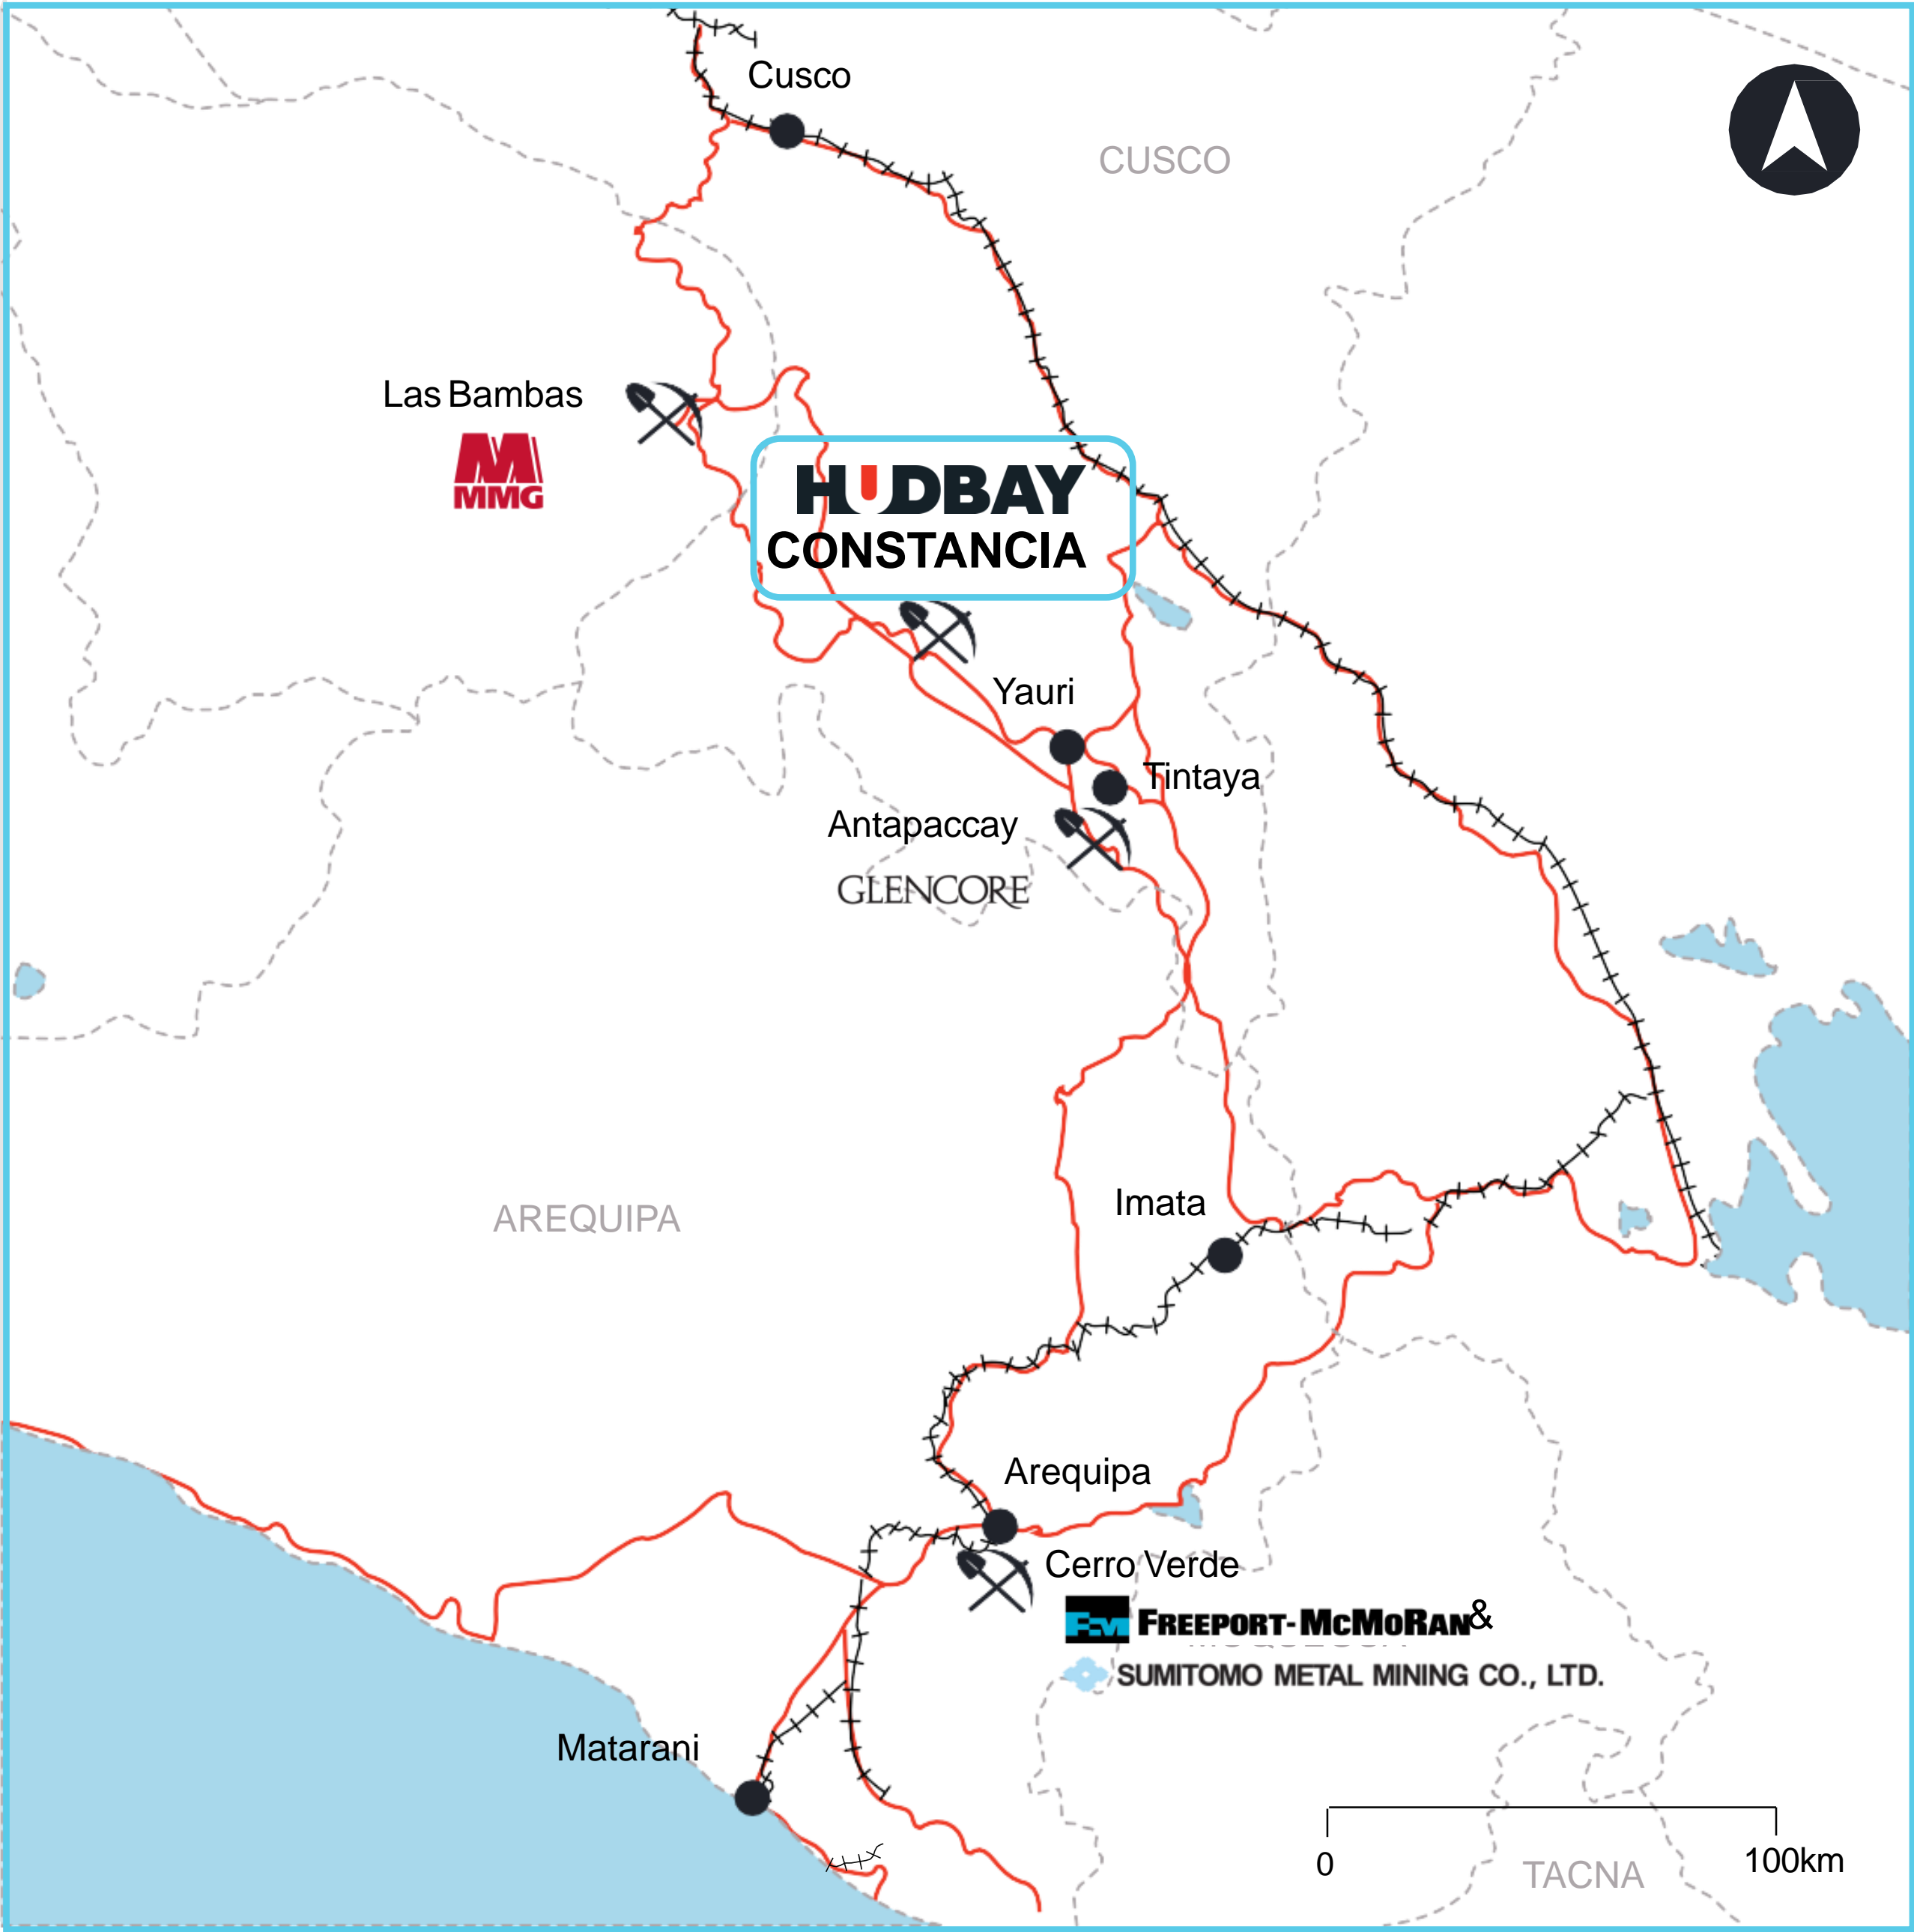 Cusco
CUSCO
Las Bambas
MMG
HUDBAY
CONSTANCIA
Yauri
Tintaya
Antapaccay
GLENCORE
Imata
AREQUIPA
Arequipa
Cerro Verde
FM FREEPORT-MCMORAN &
SUMITOMO METAL MINING CO., LTD.
Matarani
0
100km
TACNA